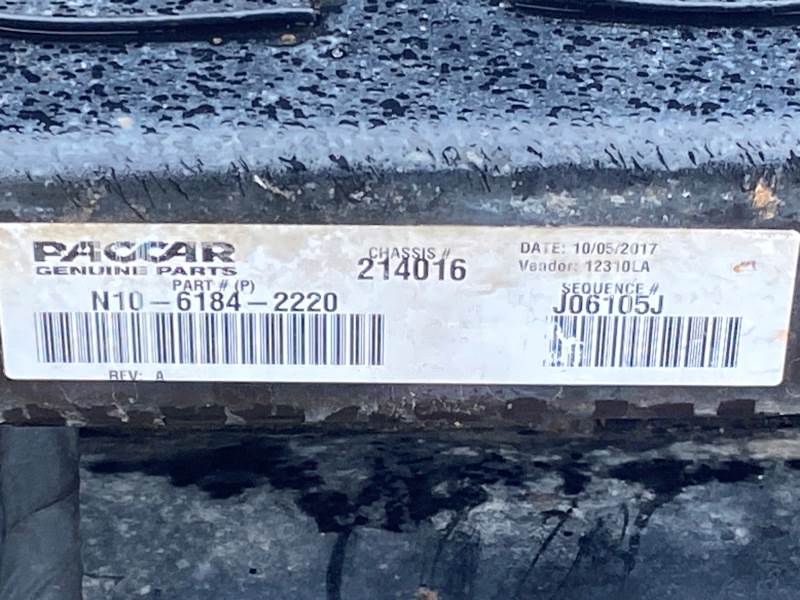 PACCAR
GENUINE PARTS
PART # (P)
N10-6184-2220
REV: A
CHASSIS #
214016
DATE: 10/05/2017
Vendor: 12310LA
SEQUENCE #
J06105J